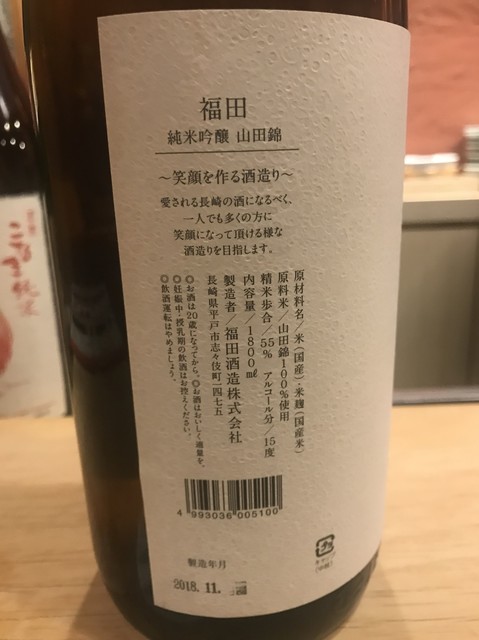 福田
純米吟醸 山田錦
～笑顔を作る酒造り～
愛される長崎の酒になるべく、
一人でも多くの方に
笑顔になって頂ける様な
酒造りを目指します。
原材料名／米(国産)・米麹(国産米)
原料米／山田錦100%使用
精米歩合／55% アルコール分／15度
内容量／1800㎖
製造者／福田酒造株式会社
長崎県平戸市志々伎町一四七五
◎お酒は20歳になってから。◎お酒はおいしく適量を。
◎妊娠中・授乳期の飲酒はお控えください。
◎飲酒運転はやめましょう。
4 993036 005100
製造年月
2018. 11.